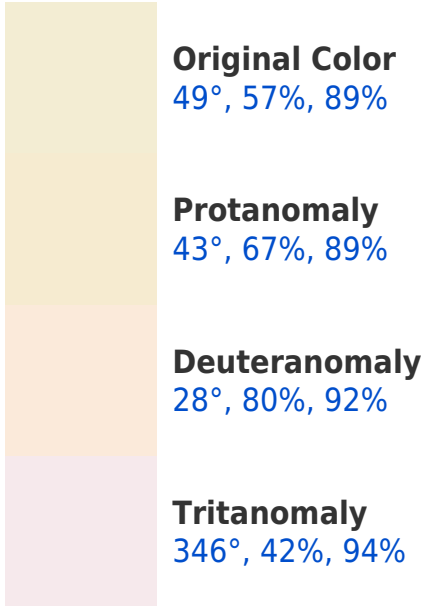 Original Color
49°, 57%, 89%
Protanomaly
43°, 67%, 89%
Deuteranomaly
28°, 80%, 92%
Tritanomaly
346°, 42%, 94%